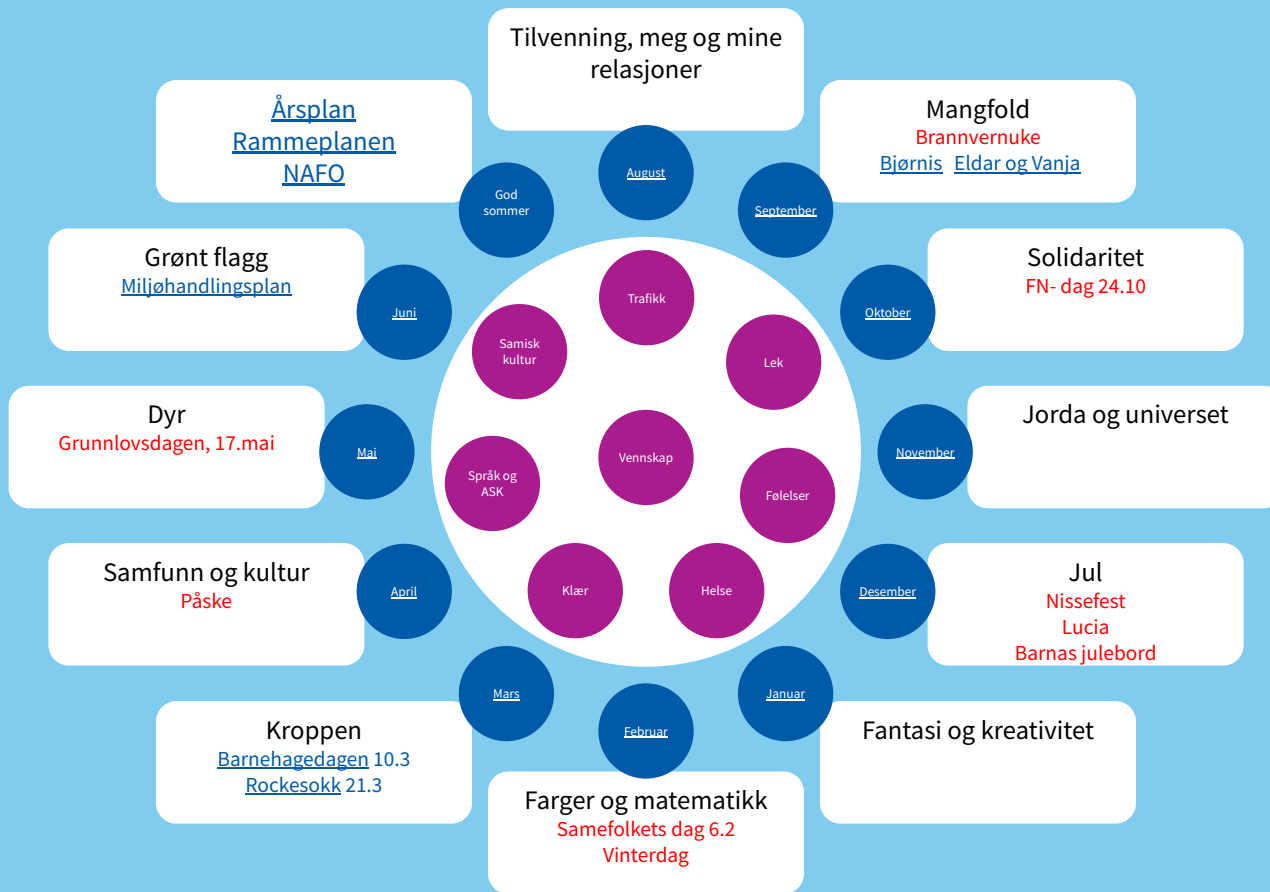 Tilvenning, meg og mine
relasjoner
August
Mangfold
Brannvernuke
Bjørnis Eldar og Vanja
September
Solidaritet
FN- dag 24.10
Oktober
Jorda og universet
November
Jul
Nissefest
Lucia
Barnas julebord
Desember
Fantasi og kreativitet
Januar
Farger og matematikk
Samefolkets dag 6.2
Vinterdag
Februar
Kroppen
Barnehagedagen 10.3
Rockesokk 21.3
Mars
Samfunn og kultur
Påske
April
Dyr
Grunnlovsdagen, 17.mai
Mai
Grønt flagg
Miljøhandlingsplan
Juni
Årsplan
Rammeplanen
NAFO
God
sommer
Trafikk
Lek
Følelser
Helse
Klær
Språk og
ASK
Samisk
kultur
Vennskap